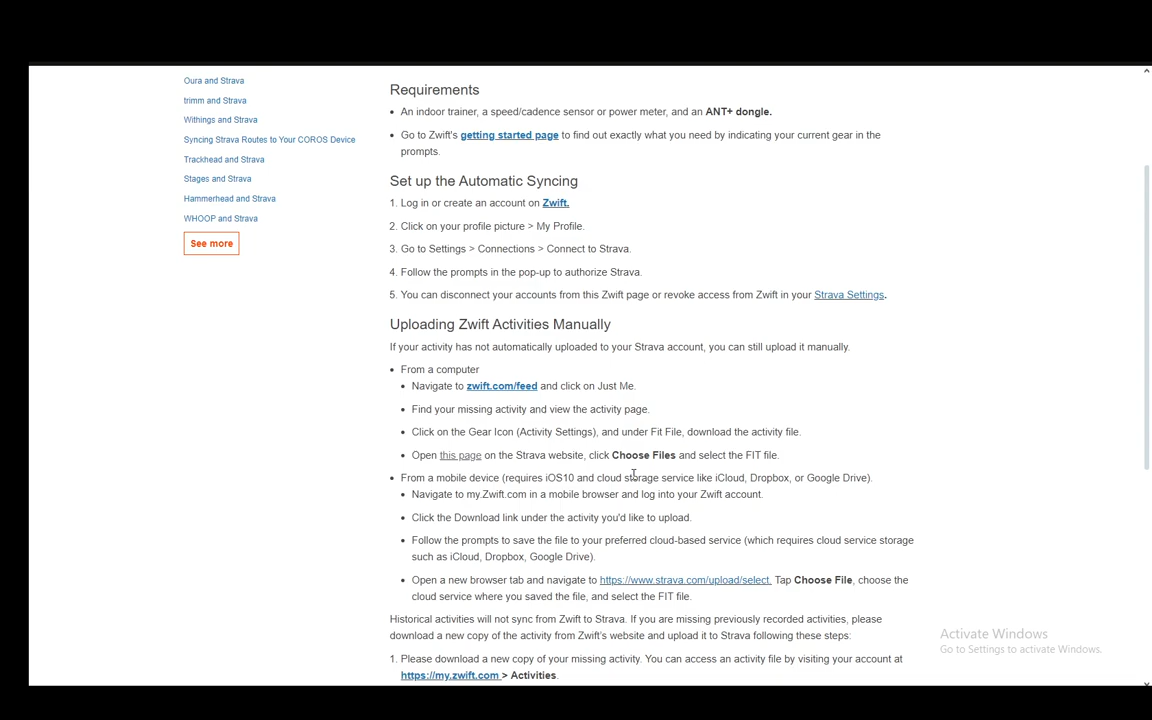 Oura and Strava
trimm and Strava
Withings and Strava
Syncing Strava Routes to Your COROS Device
Trackhead and Strava
Stages and Strava
Hammerhead and Strava
WHOOP and Strava
See more
Requirements
• An indoor trainer, a speed/cadence sensor or power meter, and an ANT+ dongle.
• Go to Zwift's getting started page to find out exactly what you need by indicating your current gear in the
prompts.
Set up the Automatic Syncing
1. Log in or create an account on Zwift.
2. Click on your profile picture > My Profile.
3. Go to Settings > Connections > Connect to Strava.
4. Follow the prompts in the pop-up to authorize Strava.
5. You can disconnect your accounts from this Zwift page or revoke access from Zwift in your Strava Settings.
Uploading Zwift Activities Manually
If your activity has not automatically uploaded to your Strava account, you can still upload it manually.
• From a computer
• Navigate to zwift.com/feed and click on Just Me.
• Find your missing activity and view the activity page.
• Click on the Gear Icon (Activity Settings), and under Fit File, download the activity file.
• Open this page on the Strava website, click Choose Files and select the FIT file.
• From a mobile device (requires iOS10 and cloud storage service like iCloud, Dropbox, or Google Drive).
• Navigate to my.Zwift.com in a mobile browser and log into your Zwift account.
• Click the Download link under the activity you'd like to upload.
• Follow the prompts to save the file to your preferred cloud-based service (which requires cloud service storage
such as iCloud, Dropbox, Google Drive).
• Open a new browser tab and navigate to https://www.strava.com/upload/select. Tap Choose File, choose the
cloud service where you saved the file, and select the FIT file.
Historical activities will not sync from Zwift to Strava. If you are missing previously recorded activities, please
download a new copy of the activity from Zwift's website and upload it to Strava following these steps:
1. Please download a new copy of your missing activity. You can access an activity file by visiting your account at
https://my.zwift.com > Activities.
Activate Windows
Go to Settings to activate Windows.